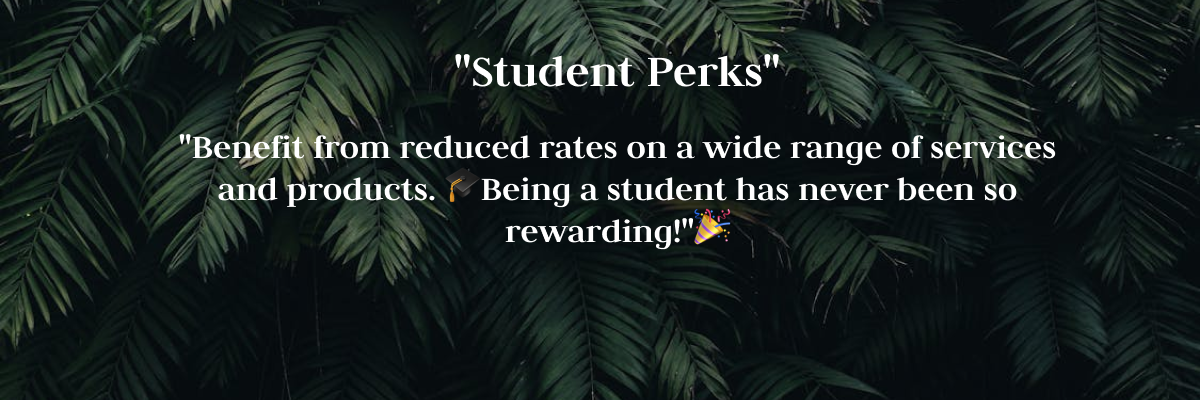 "Student Perks"
"Benefit from reduced rates on a wide range of services
and products. 🎓Being a student has never been so
rewarding!"🎉